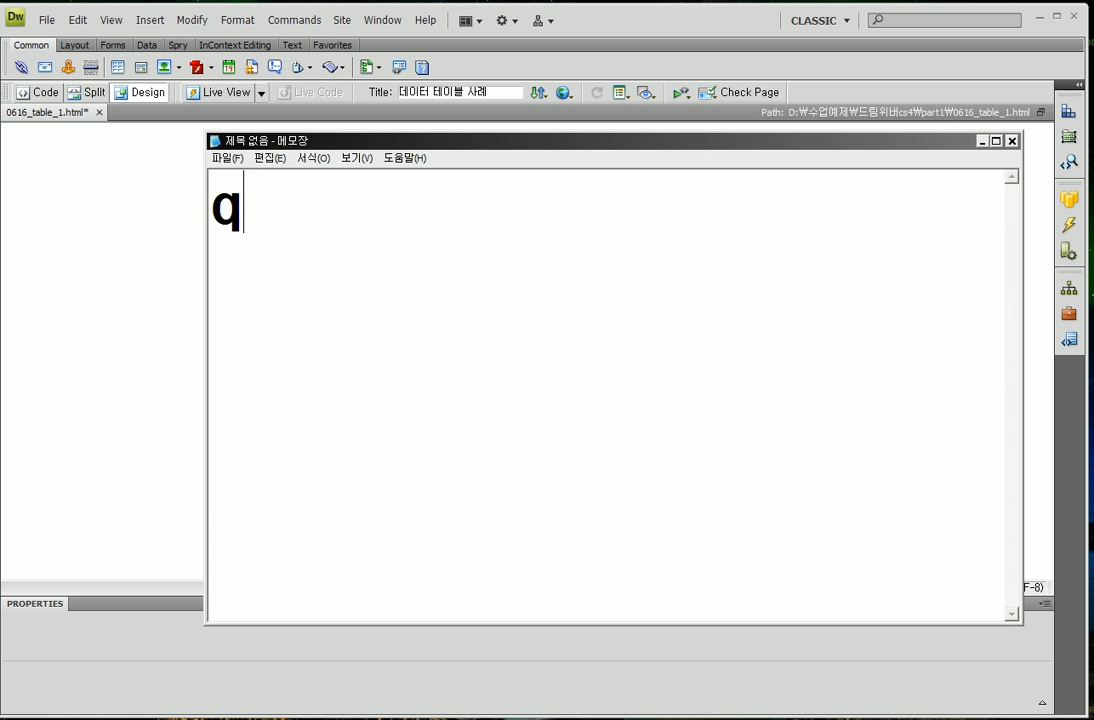 Dw File Edit View Insert Modify Format Commands Site Window Help CLASSIC
Common Layout Forms Data Spry InContext Editing Text Favorites
19
Code Split Design Live View Live Code Title: 데이터 테이블 사례 Check Page
0616_table_1.html* Path: D:₩수업예제₩드림위버cs4₩part1₩0616_table_1.html
제목 없음 - 메모장
파일(F) 편집(E) 서식(O) 보기(V) 도움말(H)
q
F-8)
PROPERTIES